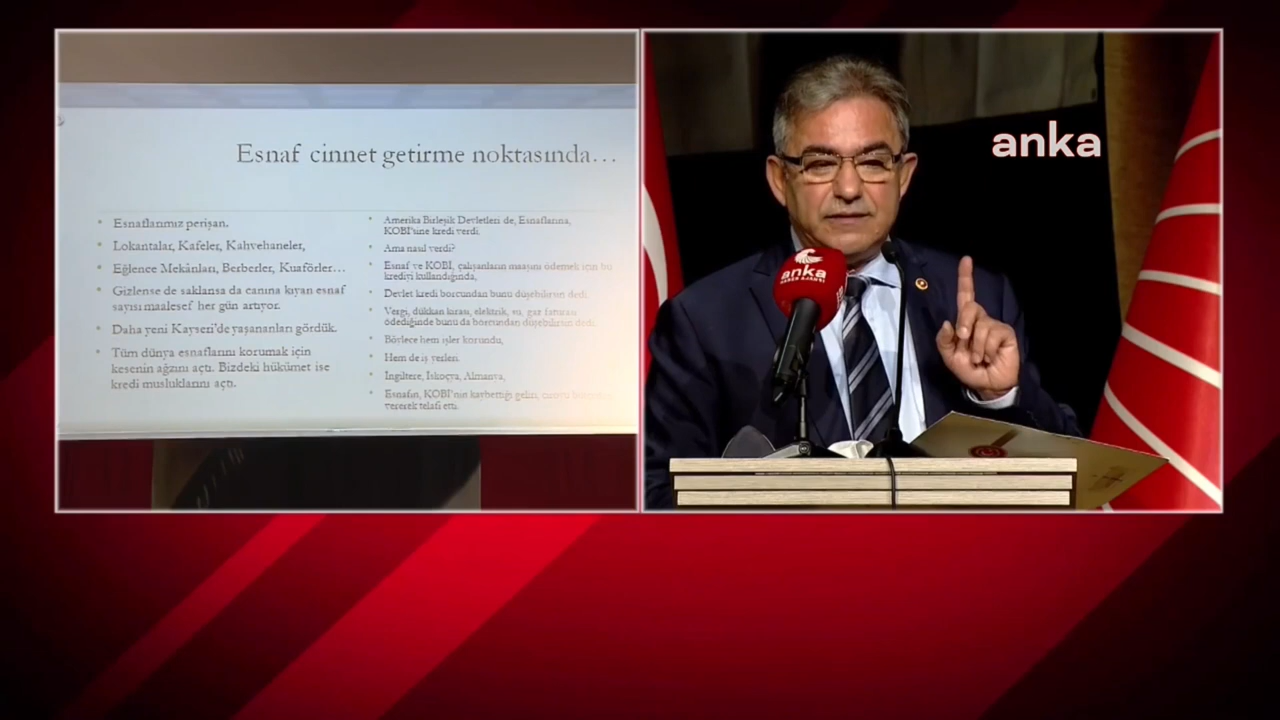 Esnaf cinnet getirme noktasında…
• Esnaflarımız perişan.
• Lokantalar, Kafeler, Kahvehaneler,
• Eğlence Mekânları, Berberler, Kuaförler…
• Gizlense de saklansa da canına kıyan esnaf
sayısı maalesef her gün artıyor.
• Daha yeni Kayseri'de yaşananları gördük.
• Tüm dünya esnaflarını korumak için
kesenin ağzını açtı. Bizdeki hükümet ise
kredi musluklarını açtı.
• Amerika Birleşik Devletleri de, Esnaflarına,
KOBİ'sine kredi verdi.
• Ama nasıl verdi?
• Esnaf ve KOBİ, çalışanların maaşını ödemek için bu
krediyi kullandığında,
• Devlet kredi borcundan bunu düşebilirsin dedi.
• Vergi, dükkan kirası, elektrik, su, gaz faturası
ödediğinde bunu da borcundan düşebilirsin dedi.
• Böylece hem işler korundu,
• Hem de iş yerleri.
• İngiltere, İskoçya, Almanya,
• Esnafın, KOBİ'nin kaybettiği geliri,
vererek telafi etti.
anka
anka
HABER AJANSI